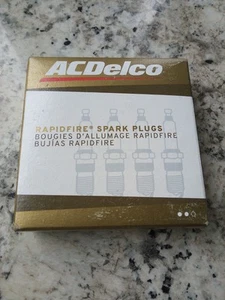 ACDelco
RAPIDFIRE® SPARK PLUGS
BOUGIES D'ALLUMAGE RAPIDFIRE
BUJÍAS RAPIDFIRE